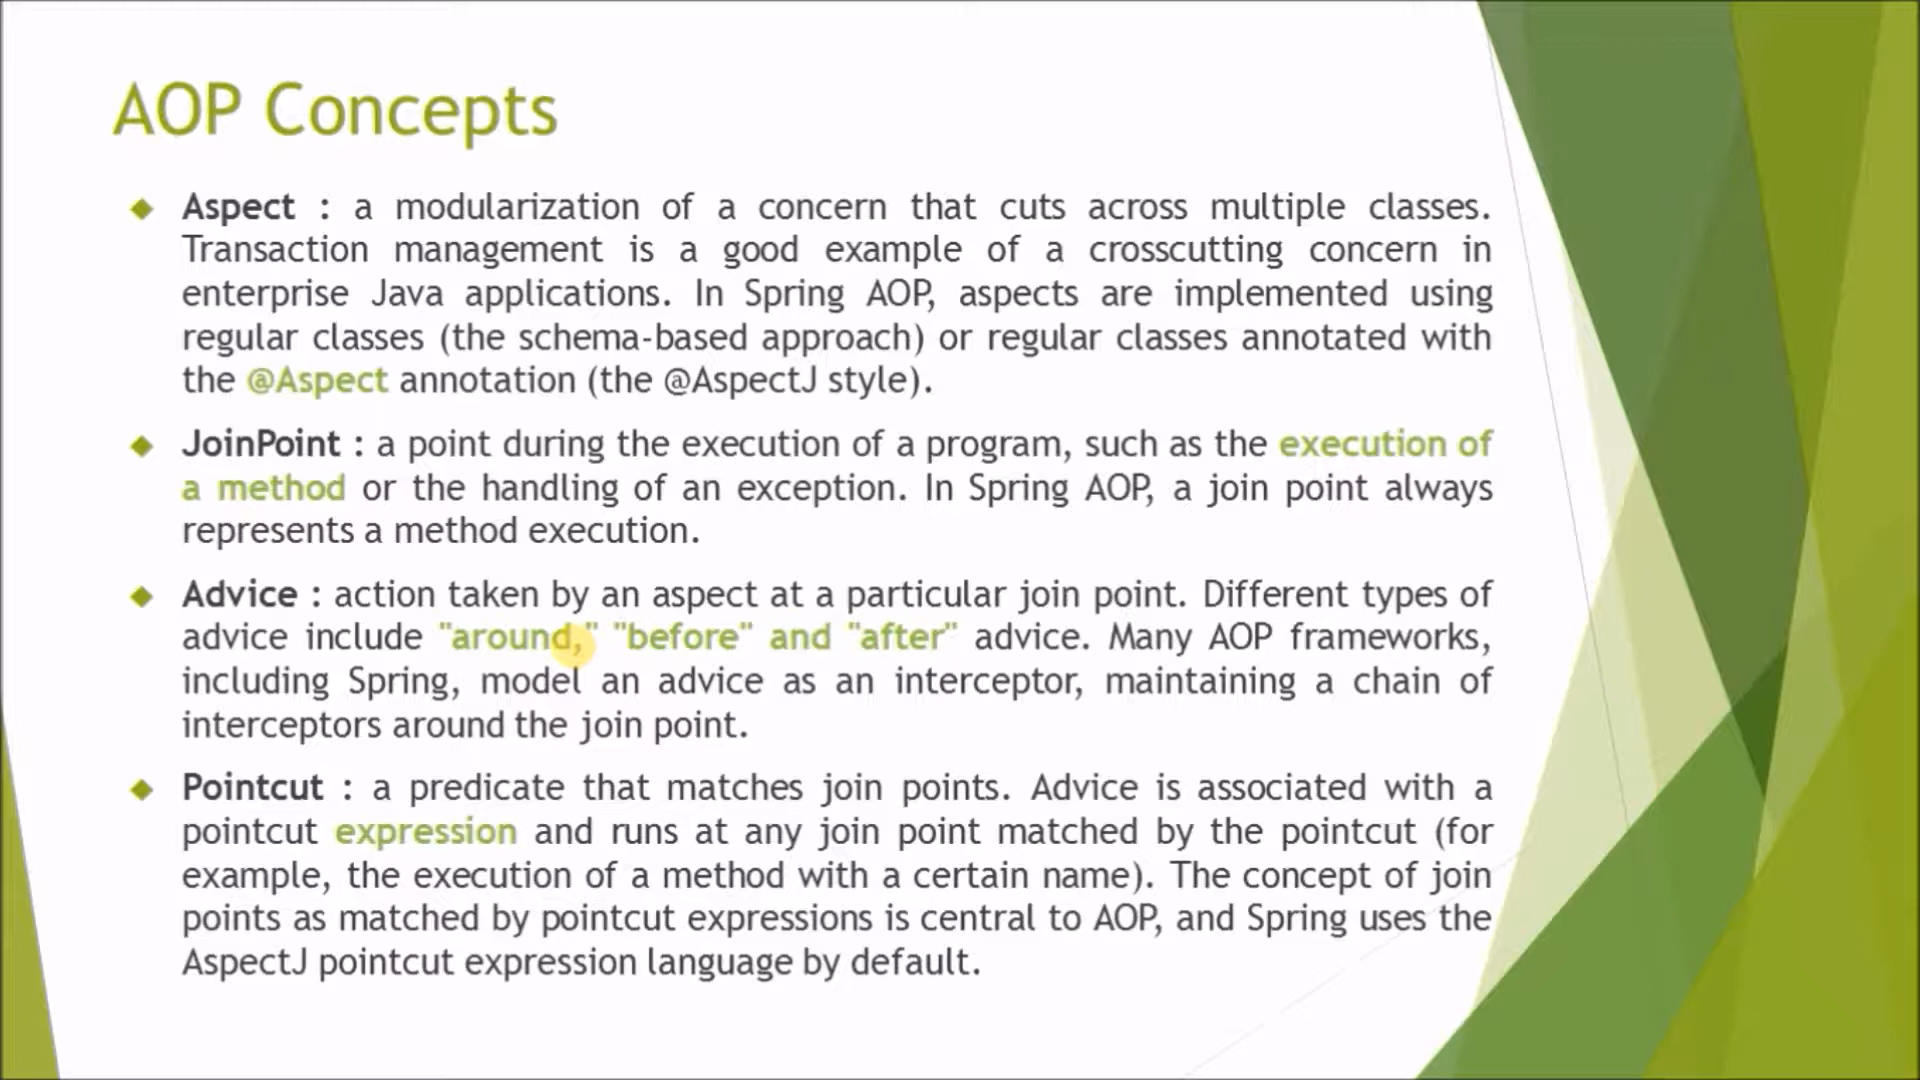 AOP Concepts
Aspect : a modularization of a concern that cuts across multiple classes.
Transaction management is a good example of a crosscutting concern in
enterprise Java applications. In Spring AOP, aspects are implemented using
regular classes (the schema-based approach) or regular classes annotated with
the @Aspect annotation (the @AspectJ style).
JoinPoint : a point during the execution of a program, such as the execution of
a method or the handling of an exception. In Spring AOP, a join point always
represents a method execution.
Advice : action taken by an aspect at a particular join point. Different types of
advice include "around," "before" and "after" advice. Many AOP frameworks,
including Spring, model an advice as an interceptor, maintaining a chain of
interceptors around the join point.
Pointcut : a predicate that matches join points. Advice is associated with a
pointcut expression and runs at any join point matched by the pointcut (for
example, the execution of a method with a certain name). The concept of join
points as matched by pointcut expressions is central to AOP, and Spring uses the
AspectJ pointcut expression language by default.